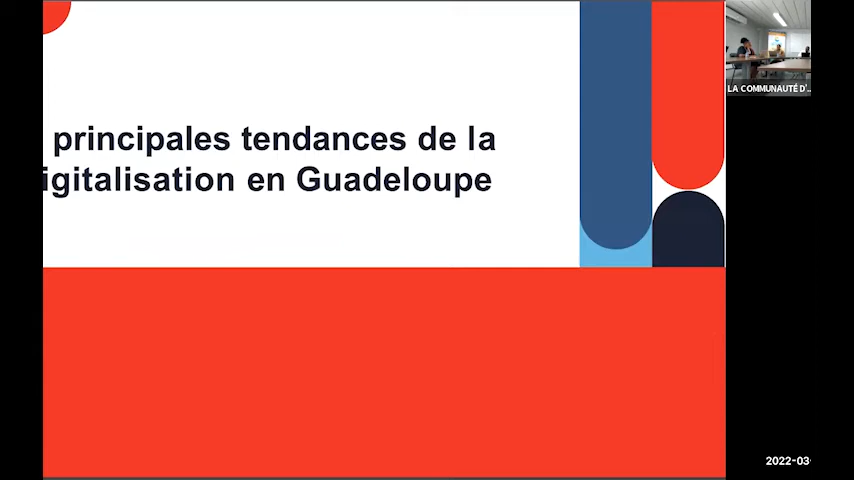 principales tendances de la
igitalisation en Guadeloupe
LA COMMUNAUTÉ D'...
2022-03